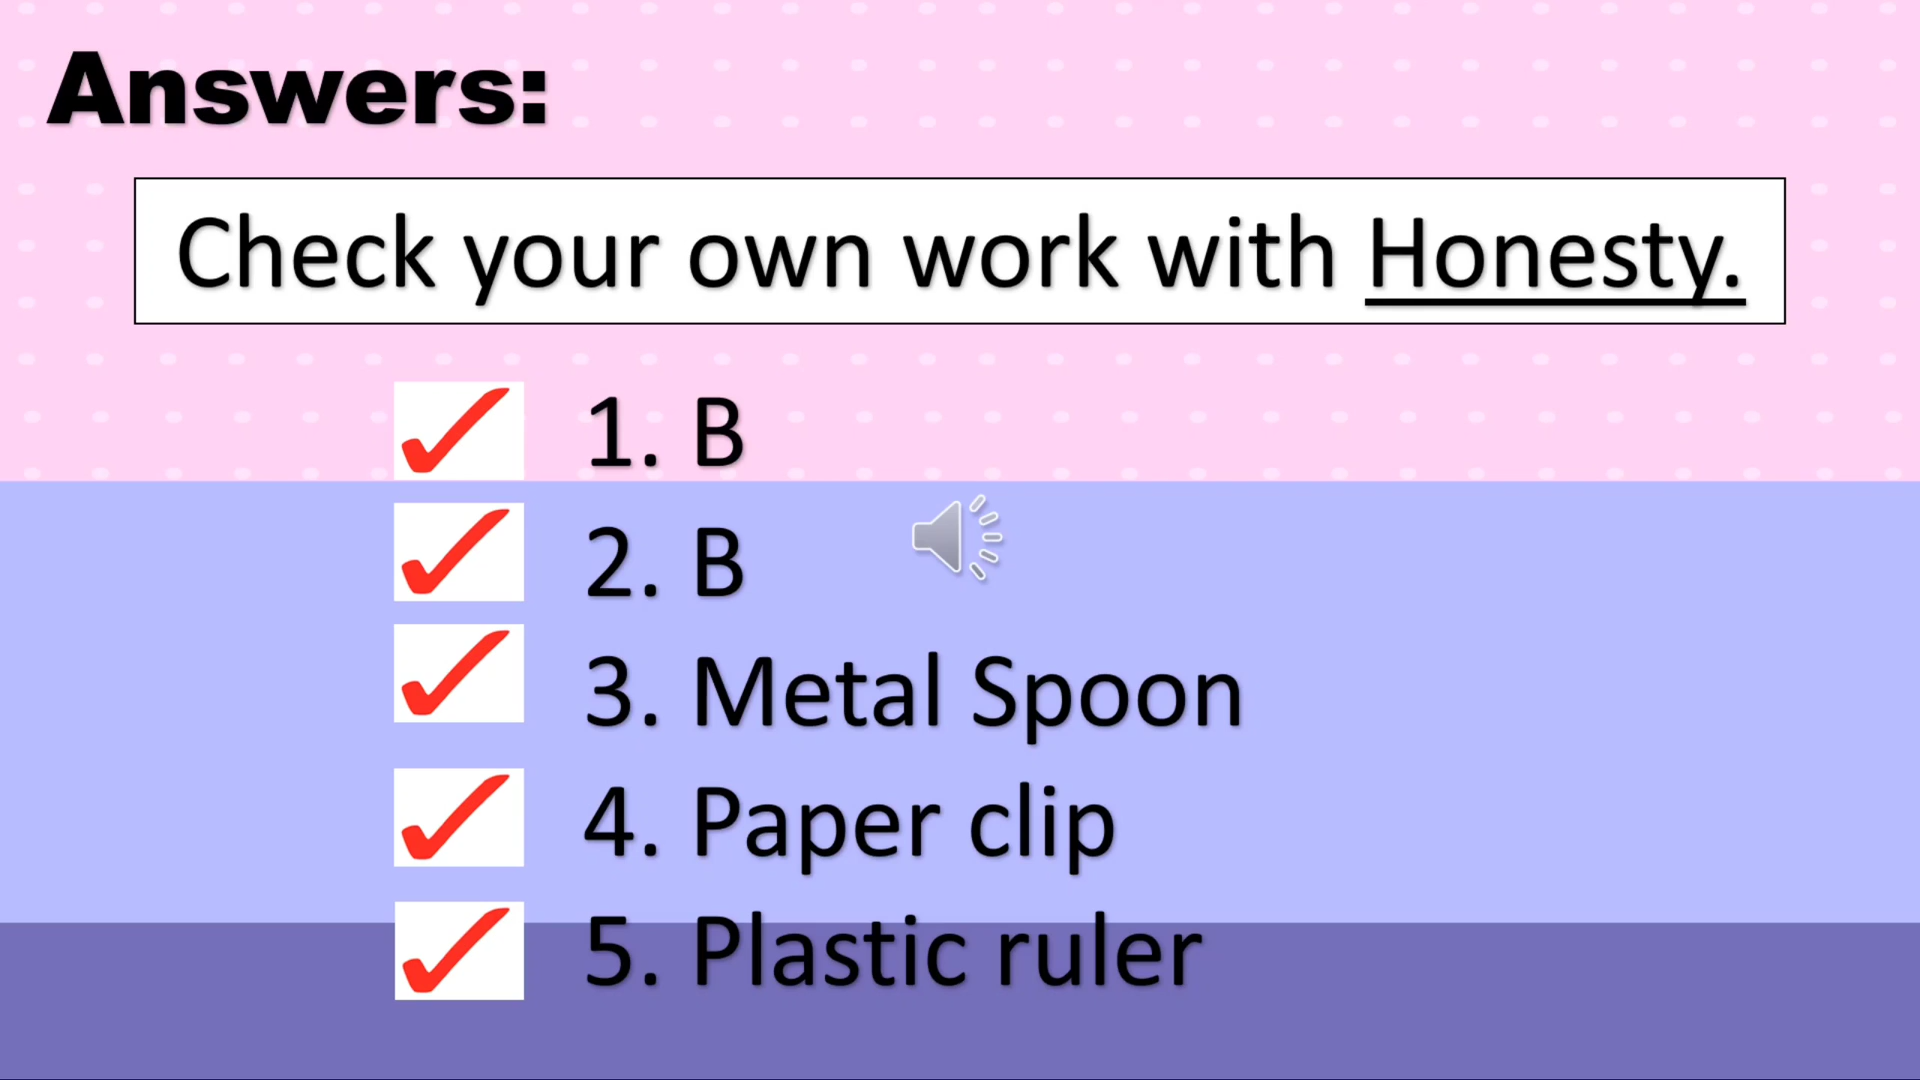 Answers:
Check your own work with Honesty.
1. B
2. B
3. Metal Spoon
4. Paper clip
5. Plastic ruler